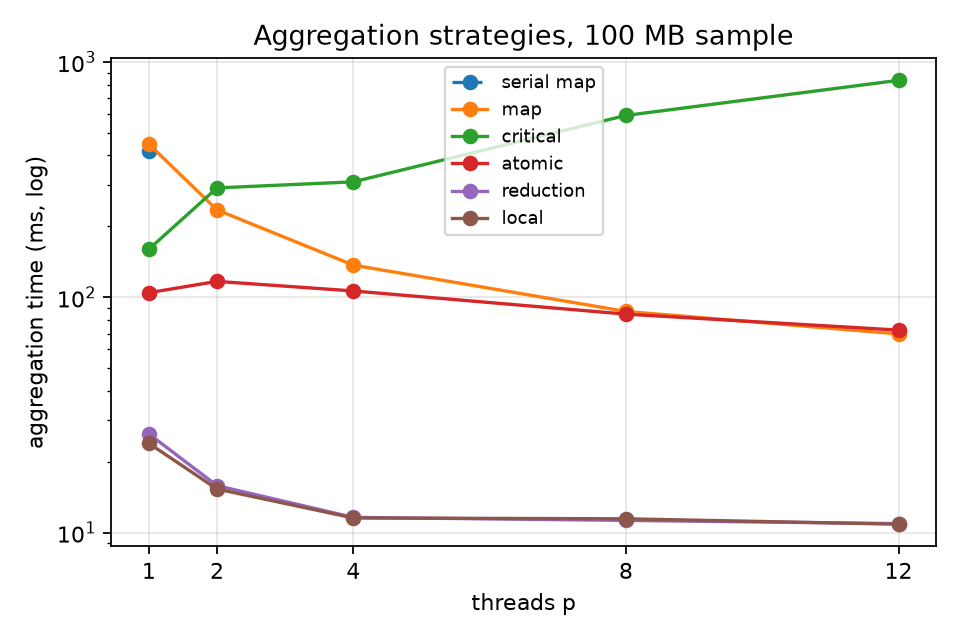 Aggregation strategies, 100 MB sample
aggregation time (ms, log)
10³
10²
10¹
serial map
map
critical
atomic
reduction
local
1 2 4 8 12
threads p